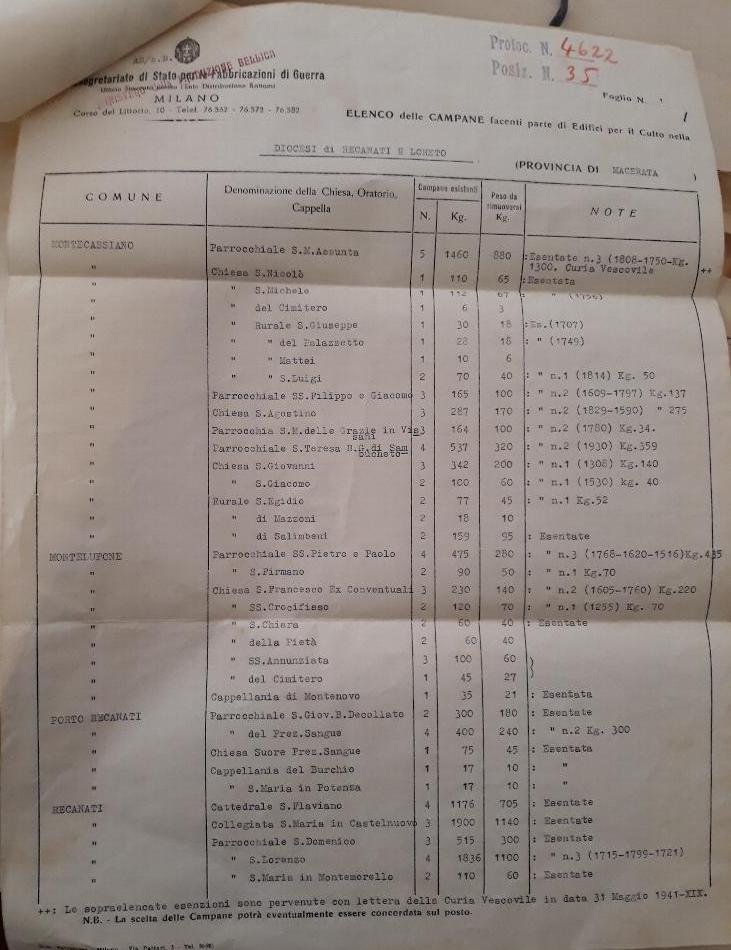 AB/s.B.
Protoc. N. 4622
Posiz. N. 35
Foglio N. 1
Segretariato di Stato per le Fabbricazioni di Guerra
MILANO
Corso del Littorio, 10 - Telef. 76.562 - 76.572 - 76.582
ELENCO delle CAMPANE facenti parte di Edifici per il Culto nella
DIOCESI di RECANATI E LORETO
(PROVINCIA DI MACERATA )
COMUNE Denominazione della Chiesa, Oratorio, Cappella Campane esistenti N. Kg. Peso da rimuoversi Kg. NOTE
MONTECASSIANO Parrocchiale S.M.Assunta 5 1460 880 :Esentate n.3 (1808-1750-Kg.
1300. Curia Vescovile ++
" Chiesa S.Nicolò 1 110 65 :Esentata
" " S.Michele 1 112 67 " (1756)
" " del Cimitero 1 6 3
" " Rurale S.Giuseppe 1 30 18 :Es.(1707)
" " " del Palazzetto 1 28 18 : " (1749)
" " " Mattei 1 10 6
" " " S.Luigi 2 70 40 : " n.1 (1814) Kg. 50
" Parrocchiale SS.Filippo e Giacomo 3 165 100 : " n.2 (1609-1797) Kg.137
" Chiesa S.Agostino 3 287 170 : " n.2 (1829-1590) " 275
" Parrocchia S.M.delle Grazie in Vis 3 164 100 : " n.2 (1780) Kg.34.
sani
" Parrocchiale S.Teresa B.G.di Sam 4 537 320 : " n.2 (1930) Kg.359
bucheto
" Chiesa S.Giovanni 3 342 200 : " n.1 (1308) Kg.140
" " S.Giacomo 2 100 60 : " n.1 (1530) kg. 40
" Rurale S.Egidio 2 77 45 : " n.1 Kg.52
" " di Mazzoni 2 18 10
" " di Salimbeni 2 159 95 : Esentate
MONTELUPONE Parrocchiale SS.Pietro e Paolo 4 475 280 : " n.3 (1768-1620-1516)Kg.435
" " S.Firmano 2 90 50 : " n.1 Kg.70
" Chiesa S.Francesco Ex Conventuali 3 230 140 : " n.2 (1605-1760) Kg.220
" " SS.Crocifisso 2 120 70 : " n.1 (1255) Kg. 70
" " S.Chiara 2 60 40 : Esentate
" " della Pietà 2 60 40
" " SS.Annunziata 3 100 60
" " del Cimitero 1 45 27
" Cappellania di Montenovo 1 35 21 : Esentata
PORTO RECANATI Parrocchiale S.Giov.B.Decollato 2 300 180 : Esentate
" " del Prez.Sangue 4 400 240 : " n.2 Kg. 300
" Chiesa Suore Prez.Sangue 1 75 45 : Esentata
" Cappellania del Burchio 1 17 10 : "
" " S.Maria in Potenza 1 17 10 : "
RECANATI Cattedrale S.Flaviano 4 1176 705 : Esentate
" Collegiata S.Maria in Castelnuovo 3 1900 1140 : Esentate
" Parrocchiale S.Domenico 3 515 300 : Esentate
" " S.Lorenzo 4 1836 1100 : " n.3 (1715-1799-1721)
" " S.Maria in Montemorello 2 110 60 : Esentate
++: Le sopraelencate esenzioni sono pervenute con lettera della Curia Vescovile in data 31 Maggio 1941-XIX.
N.B. - La scelta delle Campane potrà eventualmente essere concordata sul posto.